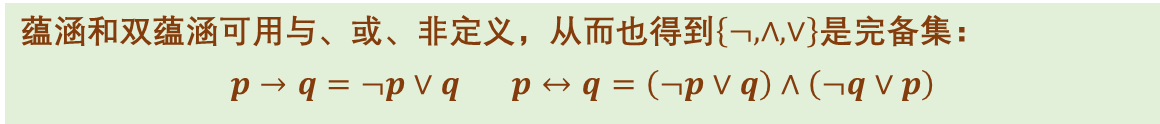 蕴涵和双蕴涵可用与、或、非定义，从而也得到{¬,∧,∨}是完备集：
p → q = ¬p ∨ q p ↔ q = (¬p ∨ q) ∧ (¬q ∨ p)